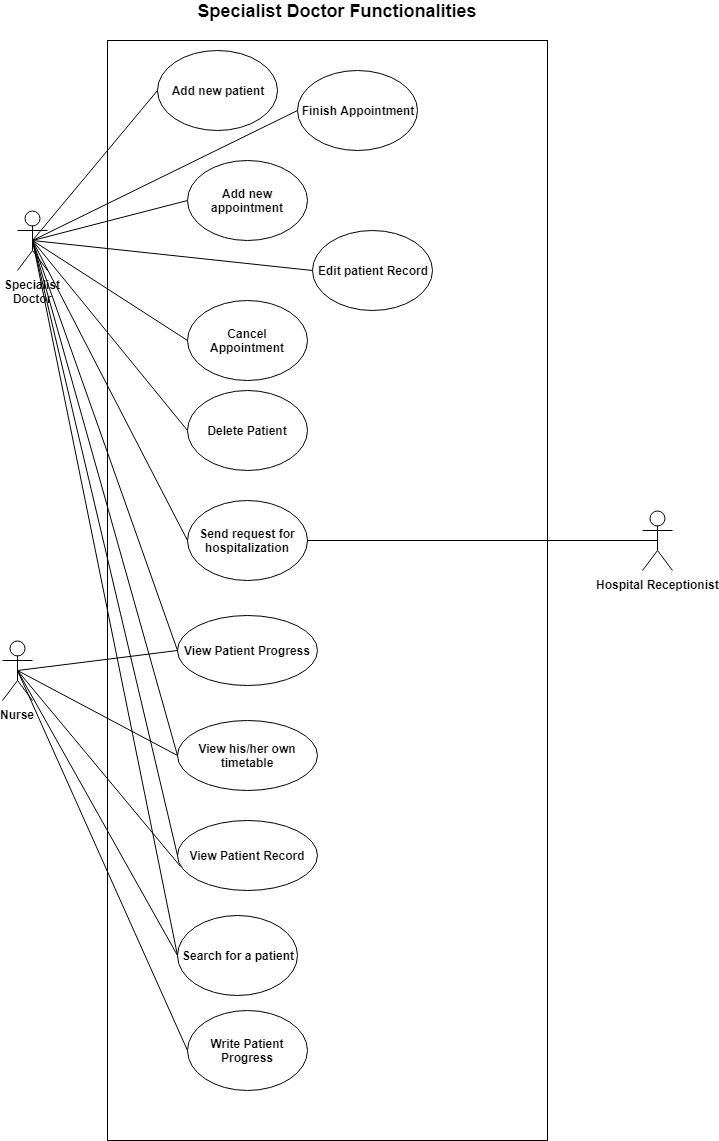 Specialist Doctor Functionalities
Add new patient
Finish Appointment
Add new
appointment
Edit patient Record
Specialist
Doctor
Cancel
Appointment
Delete Patient
Send request for
hospitalization
Hospital Receptionist
View Patient Progress
Nurse
View his/her own
timetable
View Patient Record
Search for a patient
Write Patient
Progress